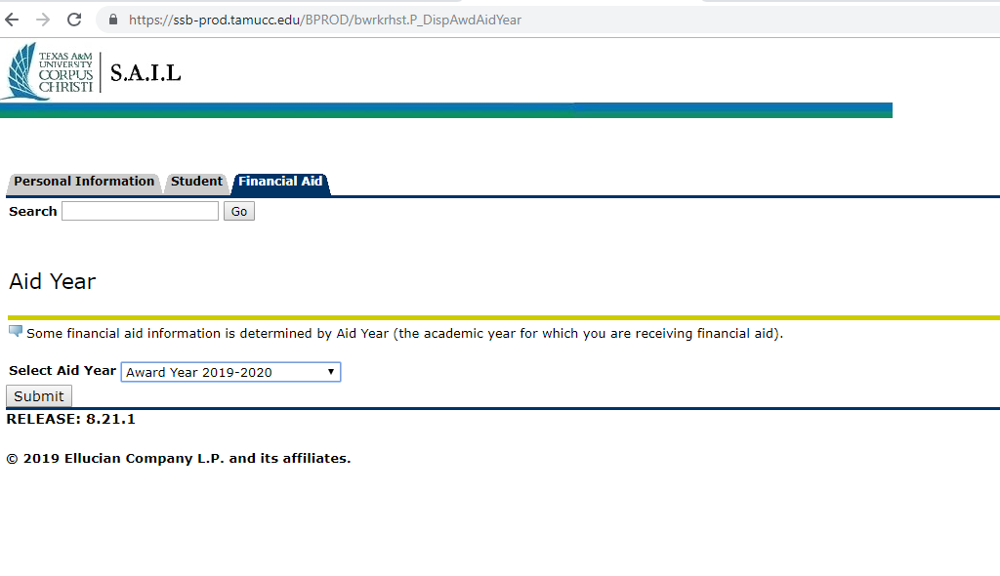 https://ssb-prod.tamucc.edu/BPROD/bwrkrhst.P_DispAwdAidYear
TEXAS A&M
UNIVERSITY
CORPUS
CHRISTI
S.A.I.L
Personal Information Student Financial Aid
Search Go
Aid Year
Some financial aid information is determined by Aid Year (the academic year for which you are receiving financial aid).
Select Aid Year Award Year 2019-2020
Submit
RELEASE: 8.21.1
© 2019 Ellucian Company L.P. and its affiliates.